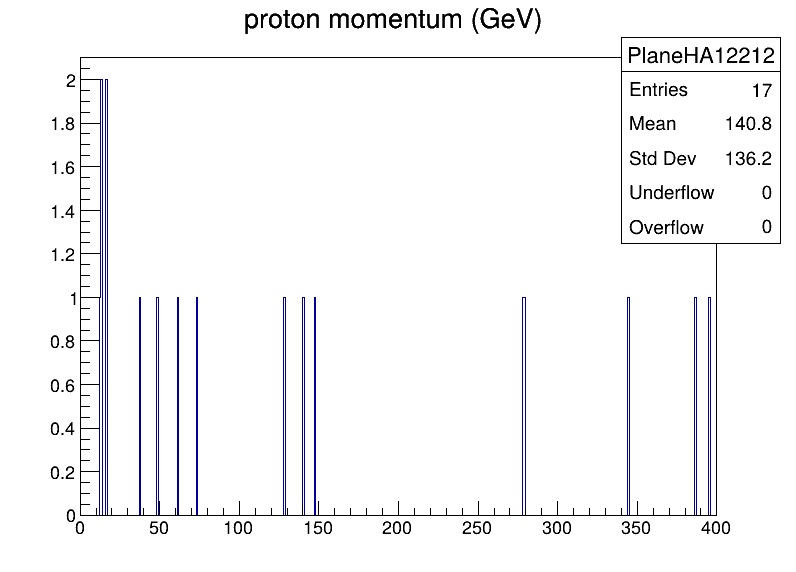 proton momentum (GeV)
PlaneHA12212
Entries 17
Mean 140.8
Std Dev 136.2
Underflow 0
Overflow 0
2
1.8
1.6
1.4
1.2
1
0.8
0.6
0.4
0.2
0
0 50 100 150 200 250 300 350 400